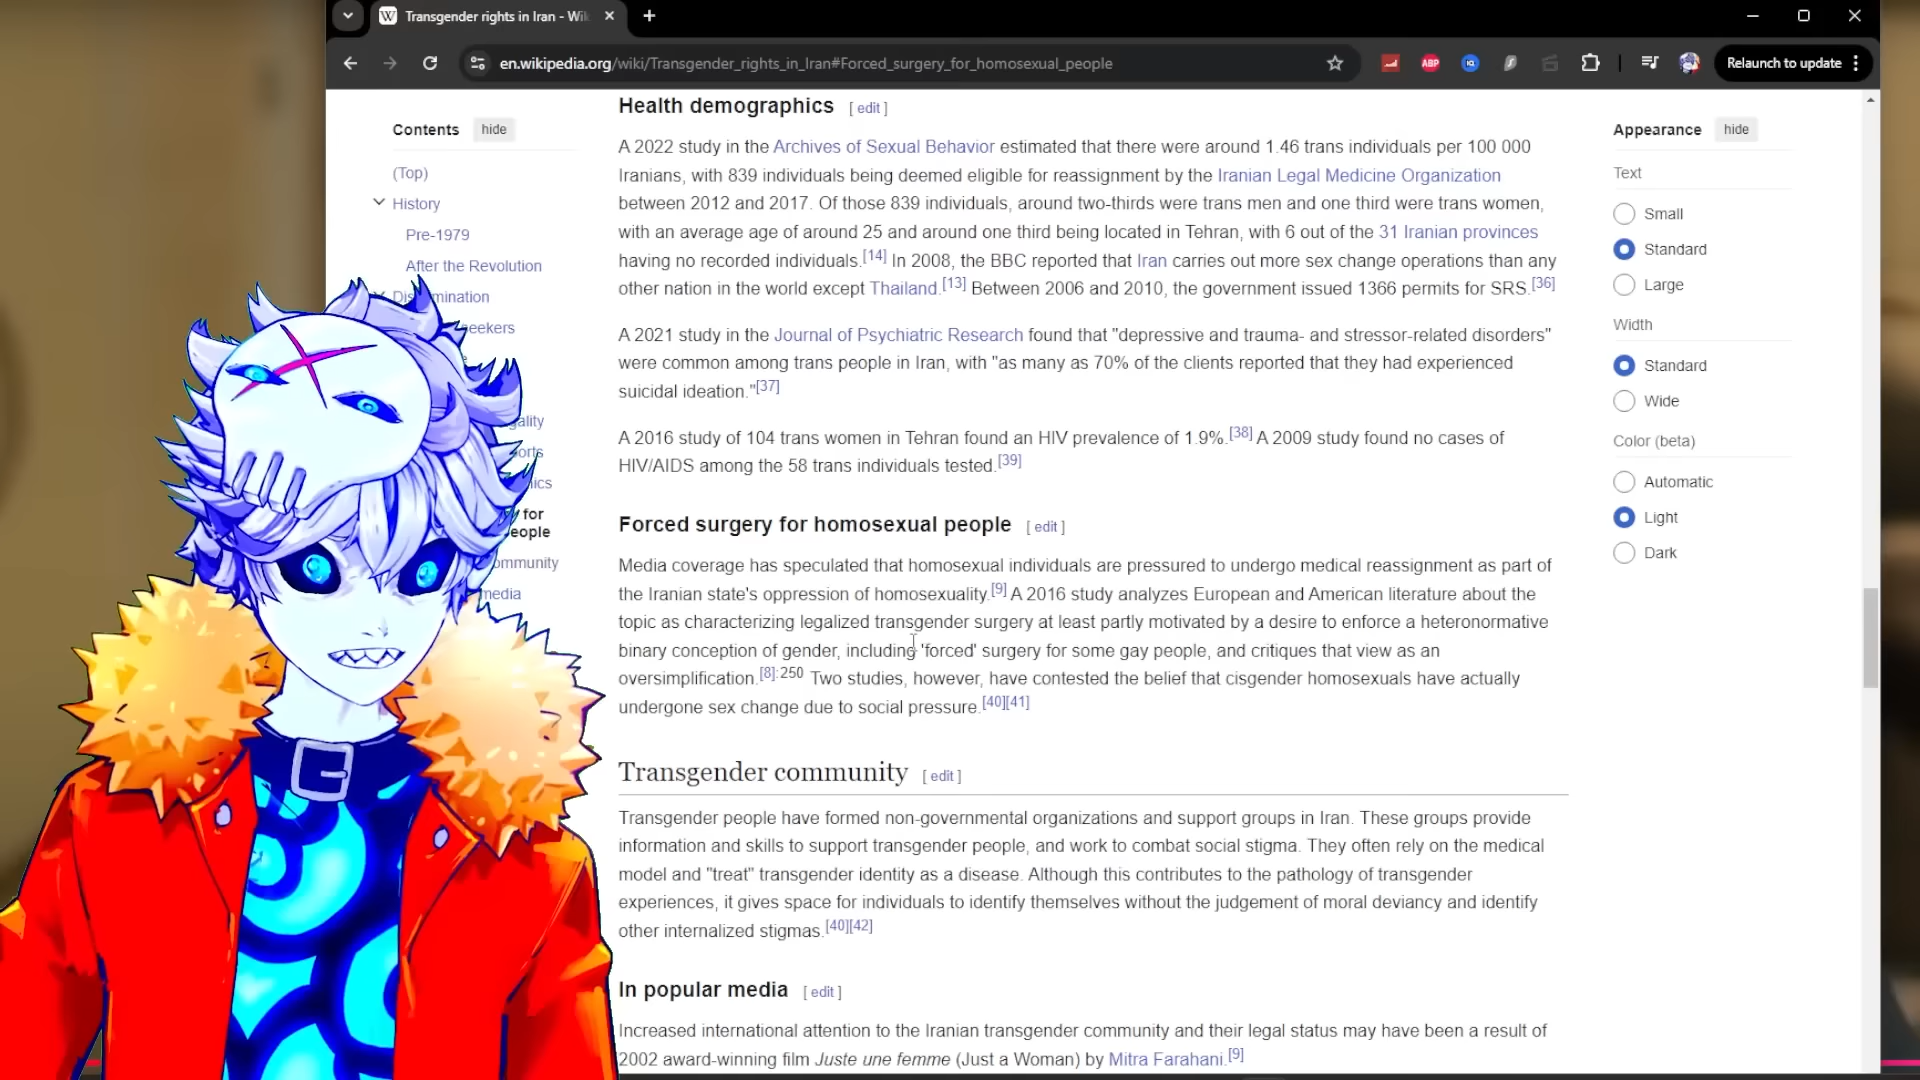 Transgender rights in Iran - Wik
en.wikipedia.org/wiki/Transgender_rights_in_Iran#Forced_surgery_for_homosexual_people
ABP
Relaunch to update
Contents hide
(Top)
History
Pre-1979
After the Revolution
mination
seekers
gality
orts
ics
for
eople
ommunity
media
Health demographics [ edit ]
A 2022 study in the Archives of Sexual Behavior estimated that there were around 1.46 trans individuals per 100 000
Iranians, with 839 individuals being deemed eligible for reassignment by the Iranian Legal Medicine Organization
between 2012 and 2017. Of those 839 individuals, around two-thirds were trans men and one third were trans women,
with an average age of around 25 and around one third being located in Tehran, with 6 out of the 31 Iranian provinces
having no recorded individuals.[14] In 2008, the BBC reported that Iran carries out more sex change operations than any
other nation in the world except Thailand.[13] Between 2006 and 2010, the government issued 1366 permits for SRS.[36]
A 2021 study in the Journal of Psychiatric Research found that "depressive and trauma- and stressor-related disorders"
were common among trans people in Iran, with "as many as 70% of the clients reported that they had experienced
suicidal ideation."[37]
A 2016 study of 104 trans women in Tehran found an HIV prevalence of 1.9%.[38] A 2009 study found no cases of
HIV/AIDS among the 58 trans individuals tested.[39]
Forced surgery for homosexual people [ edit ]
Media coverage has speculated that homosexual individuals are pressured to undergo medical reassignment as part of
the Iranian state's oppression of homosexuality.[9] A 2016 study analyzes European and American literature about the
topic as characterizing legalized transgender surgery at least partly motivated by a desire to enforce a heteronormative
binary conception of gender, including 'forced' surgery for some gay people, and critiques that view as an
oversimplification.[8]:250 Two studies, however, have contested the belief that cisgender homosexuals have actually
undergone sex change due to social pressure.[40][41]
Transgender community [ edit ]
Transgender people have formed non-governmental organizations and support groups in Iran. These groups provide
information and skills to support transgender people, and work to combat social stigma. They often rely on the medical
model and "treat" transgender identity as a disease. Although this contributes to the pathology of transgender
experiences, it gives space for individuals to identify themselves without the judgement of moral deviancy and identify
other internalized stigmas.[40][42]
In popular media [ edit ]
Increased international attention to the Iranian transgender community and their legal status may have been a result of
2002 award-winning film Juste une femme (Just a Woman) by Mitra Farahani.[9]
Appearance hide
Text
Small
Standard
Large
Width
Standard
Wide
Color (beta)
Automatic
Light
Dark